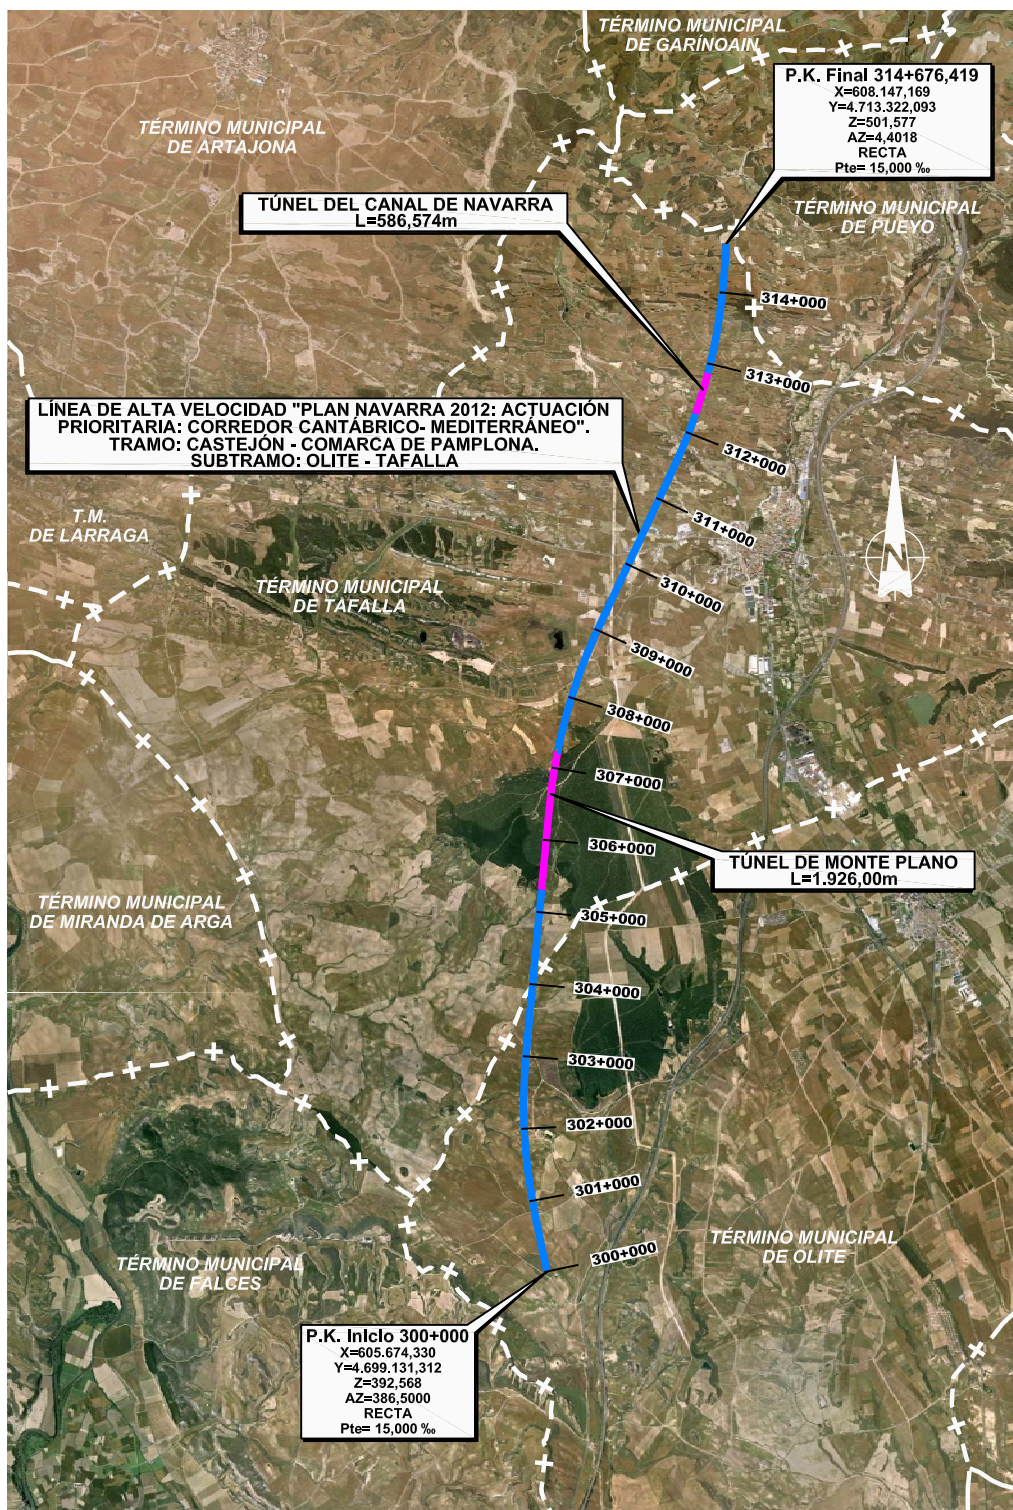 TÉRMINO MUNICIPAL
DE GARÍNOAIN
P.K. Final 314+676,419
X=608.147,169
Y=4.713.322,093
Z=501,577
AZ=4,4018
RECTA
Pte= 15,000 ‰
TÉRMINO MUNICIPAL
DE ARTAJONA
TÚNEL DEL CANAL DE NAVARRA
L=586,574m
TÉRMINO MUNICIPAL
DE PUEYO
314+000
313+000
LÍNEA DE ALTA VELOCIDAD "PLAN NAVARRA 2012: ACTUACIÓN
PRIORITARIA: CORREDOR CANTÁBRICO- MEDITERRÁNEO".
TRAMO: CASTEJÓN - COMARCA DE PAMPLONA.
SUBTRAMO: OLITE - TAFALLA
312+000
T.M.
DE LARRAGA
311+000
N
TÉRMINO MUNICIPAL
DE TAFALLA
310+000
309+000
308+000
307+000
306+000
TÚNEL DE MONTE PLANO
L=1.926,00m
TÉRMINO MUNICIPAL
DE MIRANDA DE ARGA
305+000
304+000
303+000
302+000
301+000
300+000
TÉRMINO MUNICIPAL
DE OLITE
TÉRMINO MUNICIPAL
DE FALCES
P.K. Inicio 300+000
X=605.674,330
Y=4.699.131,312
Z=392,568
AZ=386,5000
RECTA
Pte= 15,000 ‰